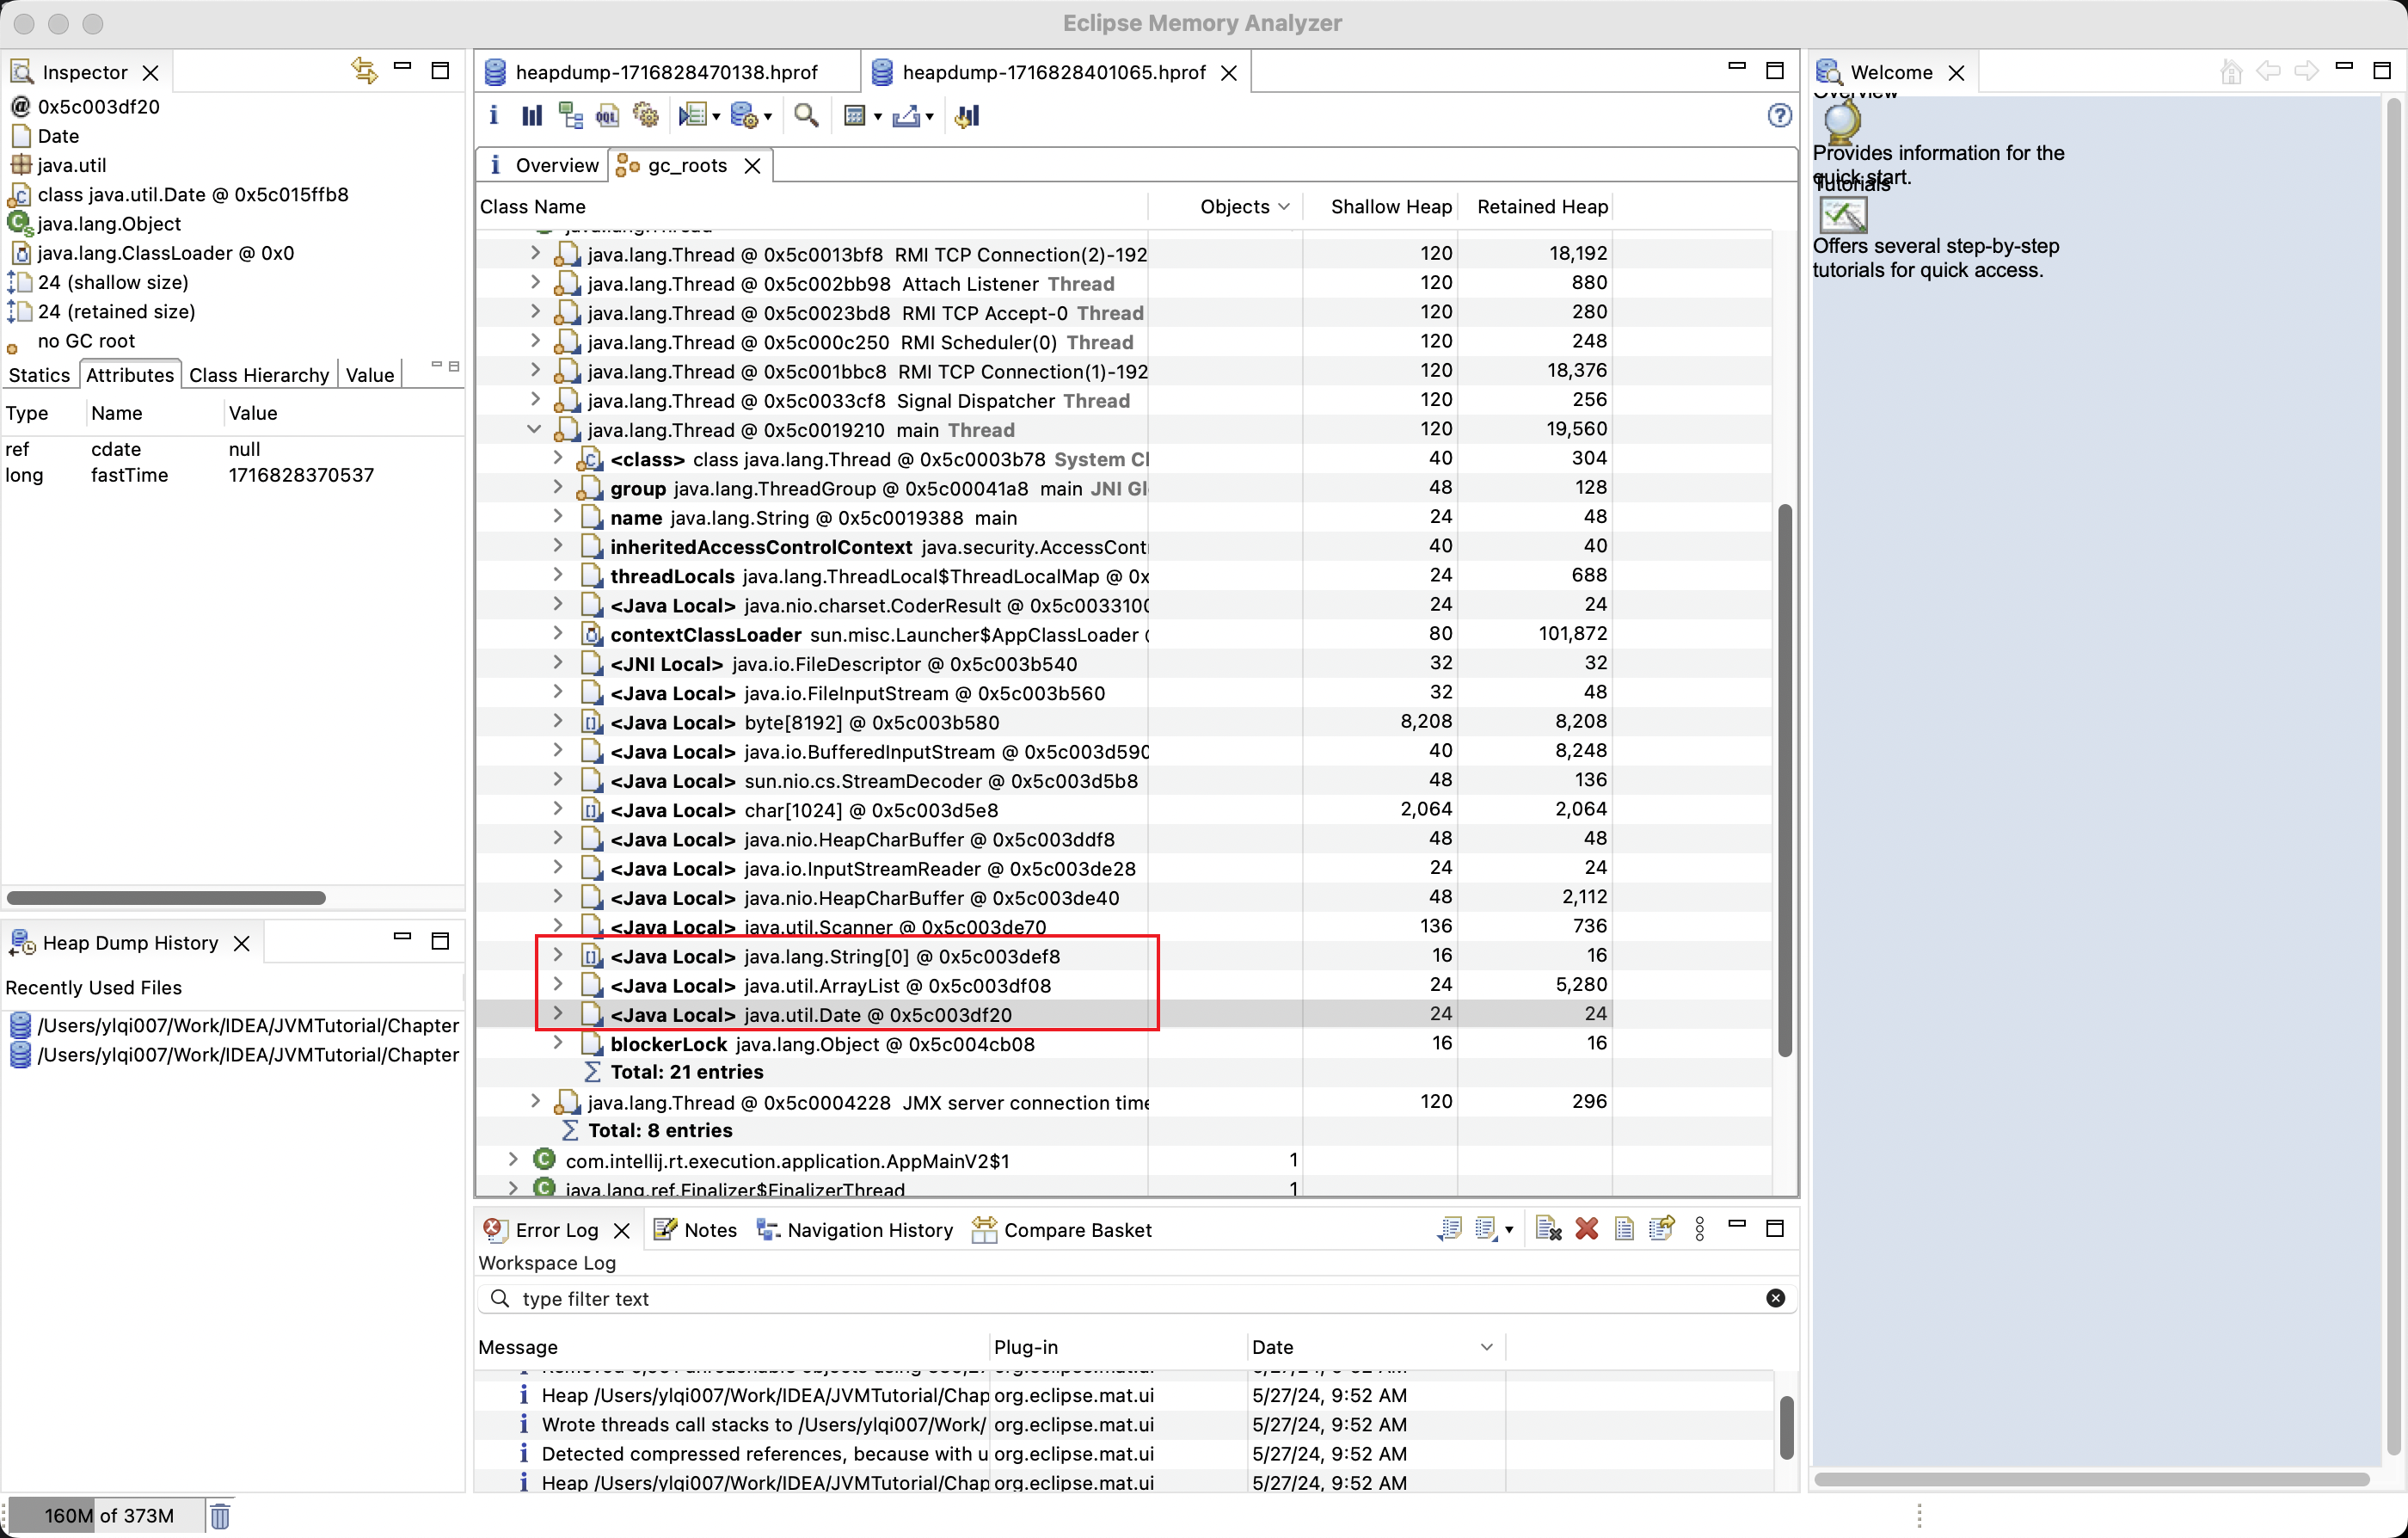 Eclipse Memory Analyzer
Inspector
@ 0x5c003df20
Date
java.util
class java.util.Date @ 0x5c015ffb8
java.lang.Object
java.lang.ClassLoader @ 0x0
24 (shallow size)
24 (retained size)
no GC root
Statics Attributes Class Hierarchy Value
Type Name Value
ref cdate null
long fastTime 1716828370537
Heap Dump History
Recently Used Files
/Users/ylqi007/Work/IDEA/JVMTutorial/Chapter
/Users/ylqi007/Work/IDEA/JVMTutorial/Chapter
160M of 373M
heapdump-1716828470138.hprof heapdump-1716828401065.hprof
i OQL
i Overview gc_roots
Class Name Objects Shallow Heap Retained Heap
java.lang.Thread
java.lang.Thread @ 0x5c0013bf8 RMI TCP Connection(2)-192 120 18,192
java.lang.Thread @ 0x5c002bb98 Attach Listener Thread 120 880
java.lang.Thread @ 0x5c0023bd8 RMI TCP Accept-0 Thread 120 280
java.lang.Thread @ 0x5c000c250 RMI Scheduler(0) Thread 120 248
java.lang.Thread @ 0x5c001bbc8 RMI TCP Connection(1)-192 120 18,376
java.lang.Thread @ 0x5c0033cf8 Signal Dispatcher Thread 120 256
java.lang.Thread @ 0x5c0019210 main Thread 120 19,560
<class> class java.lang.Thread @ 0x5c0003b78 System Cl 40 304
group java.lang.ThreadGroup @ 0x5c00041a8 main JNI Gl 48 128
name java.lang.String @ 0x5c0019388 main 24 48
inheritedAccessControlContext java.security.AccessCont 40 40
threadLocals java.lang.ThreadLocal$ThreadLocalMap @ 0x 24 688
<Java Local> java.nio.charset.CoderResult @ 0x5c003310 24 24
contextClassLoader sun.misc.Launcher$AppClassLoader 80 101,872
<JNI Local> java.io.FileDescriptor @ 0x5c003b540 32 32
<Java Local> java.io.FileInputStream @ 0x5c003b560 32 48
<Java Local> byte[8192] @ 0x5c003b580 8,208 8,208
<Java Local> java.io.BufferedInputStream @ 0x5c003d590 40 8,248
<Java Local> sun.nio.cs.StreamDecoder @ 0x5c003d5b8 48 136
<Java Local> char[1024] @ 0x5c003d5e8 2,064 2,064
<Java Local> java.nio.HeapCharBuffer @ 0x5c003ddf8 48 48
<Java Local> java.io.InputStreamReader @ 0x5c003de28 24 24
<Java Local> java.nio.HeapCharBuffer @ 0x5c003de40 48 2,112
<Java Local> java.util.Scanner @ 0x5c003de70 136 736
<Java Local> java.lang.String[0] @ 0x5c003def8 16 16
<Java Local> java.util.ArrayList @ 0x5c003df08 24 5,280
<Java Local> java.util.Date @ 0x5c003df20 24 24
blockerLock java.lang.Object @ 0x5c004cb08 16 16
Total: 21 entries
java.lang.Thread @ 0x5c0004228 JMX server connection time 120 296
Total: 8 entries
com.intellij.rt.execution.application.AppMainV2$1 1
java.lang.ref.Finalizer$FinalizerThread 1
Error Log Notes Navigation History Compare Basket
Workspace Log
type filter text
Message Plug-in Date
org.eclipse.mat.ui 5/27/24, 9:52 AM
Heap /Users/ylqi007/Work/IDEA/JVMTutorial/Chap org.eclipse.mat.ui 5/27/24, 9:52 AM
Wrote threads call stacks to /Users/ylqi007/Work/ org.eclipse.mat.ui 5/27/24, 9:52 AM
Detected compressed references, because with u org.eclipse.mat.ui 5/27/24, 9:52 AM
Heap /Users/ylqi007/Work/IDEA/JVMTutorial/Chap org.eclipse.mat.ui 5/27/24, 9:52 AM
Welcome
Overview
Provides information for the
quick start.
Tutorials
Offers several step-by-step
tutorials for quick access.